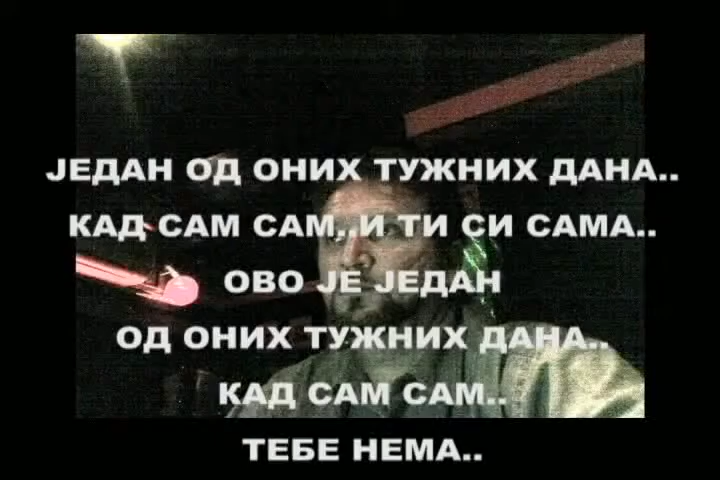 ЈЕДАН ОД ОНИХ ТУЖНИХ ДАНА..
КАД САМ САМ,.И ТИ СИ САМА..
ОВО ЈЕ ЈЕДАН
ОД ОНИХ ТУЖНИХ ДАНА..
КАД САМ САМ..
ТЕБЕ НЕМА..